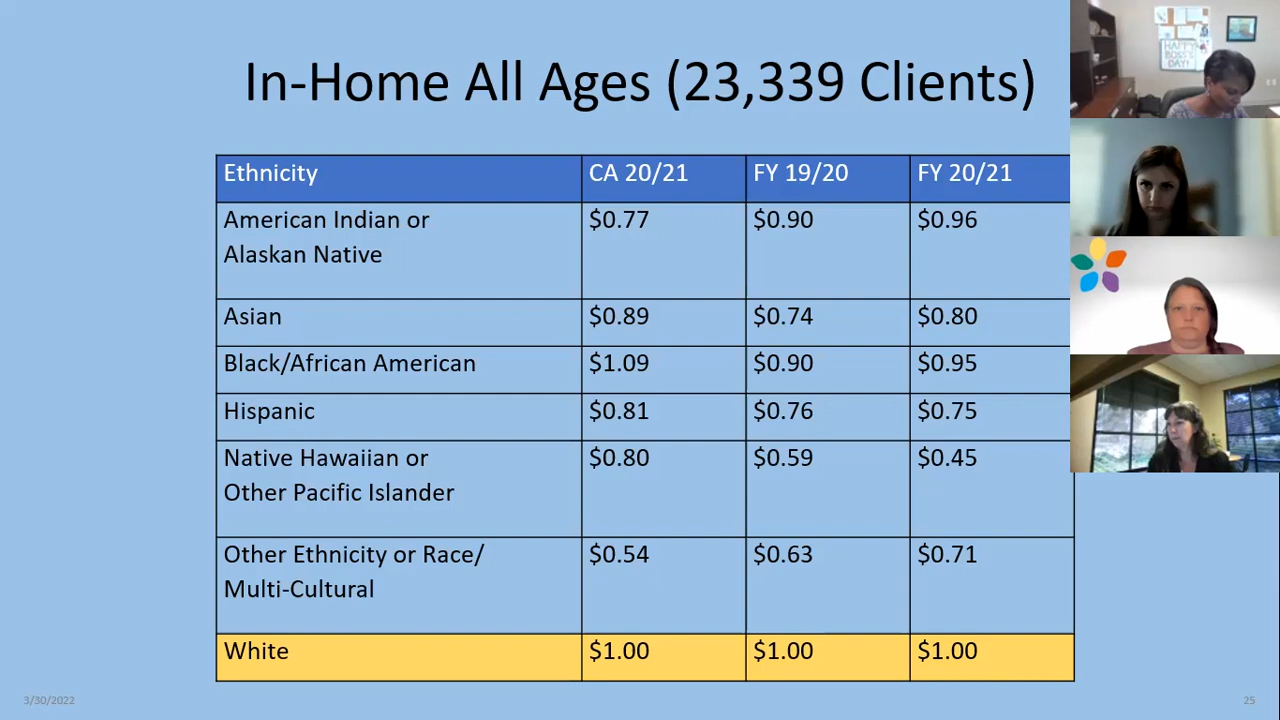 In-Home All Ages (23,339 Clients)
Ethnicity CA 20/21 FY 19/20 FY 20/21
American Indian or $0.77 $0.90 $0.96
Alaskan Native
Asian $0.89 $0.74 $0.80
Black/African American $1.09 $0.90 $0.95
Hispanic $0.81 $0.76 $0.75
Native Hawaiian or $0.80 $0.59 $0.45
Other Pacific Islander
Other Ethnicity or Race/ $0.54 $0.63 $0.71
Multi-Cultural
White $1.00 $1.00 $1.00
3/30/2022
25
HAPPY
BOSS'S
DAY!